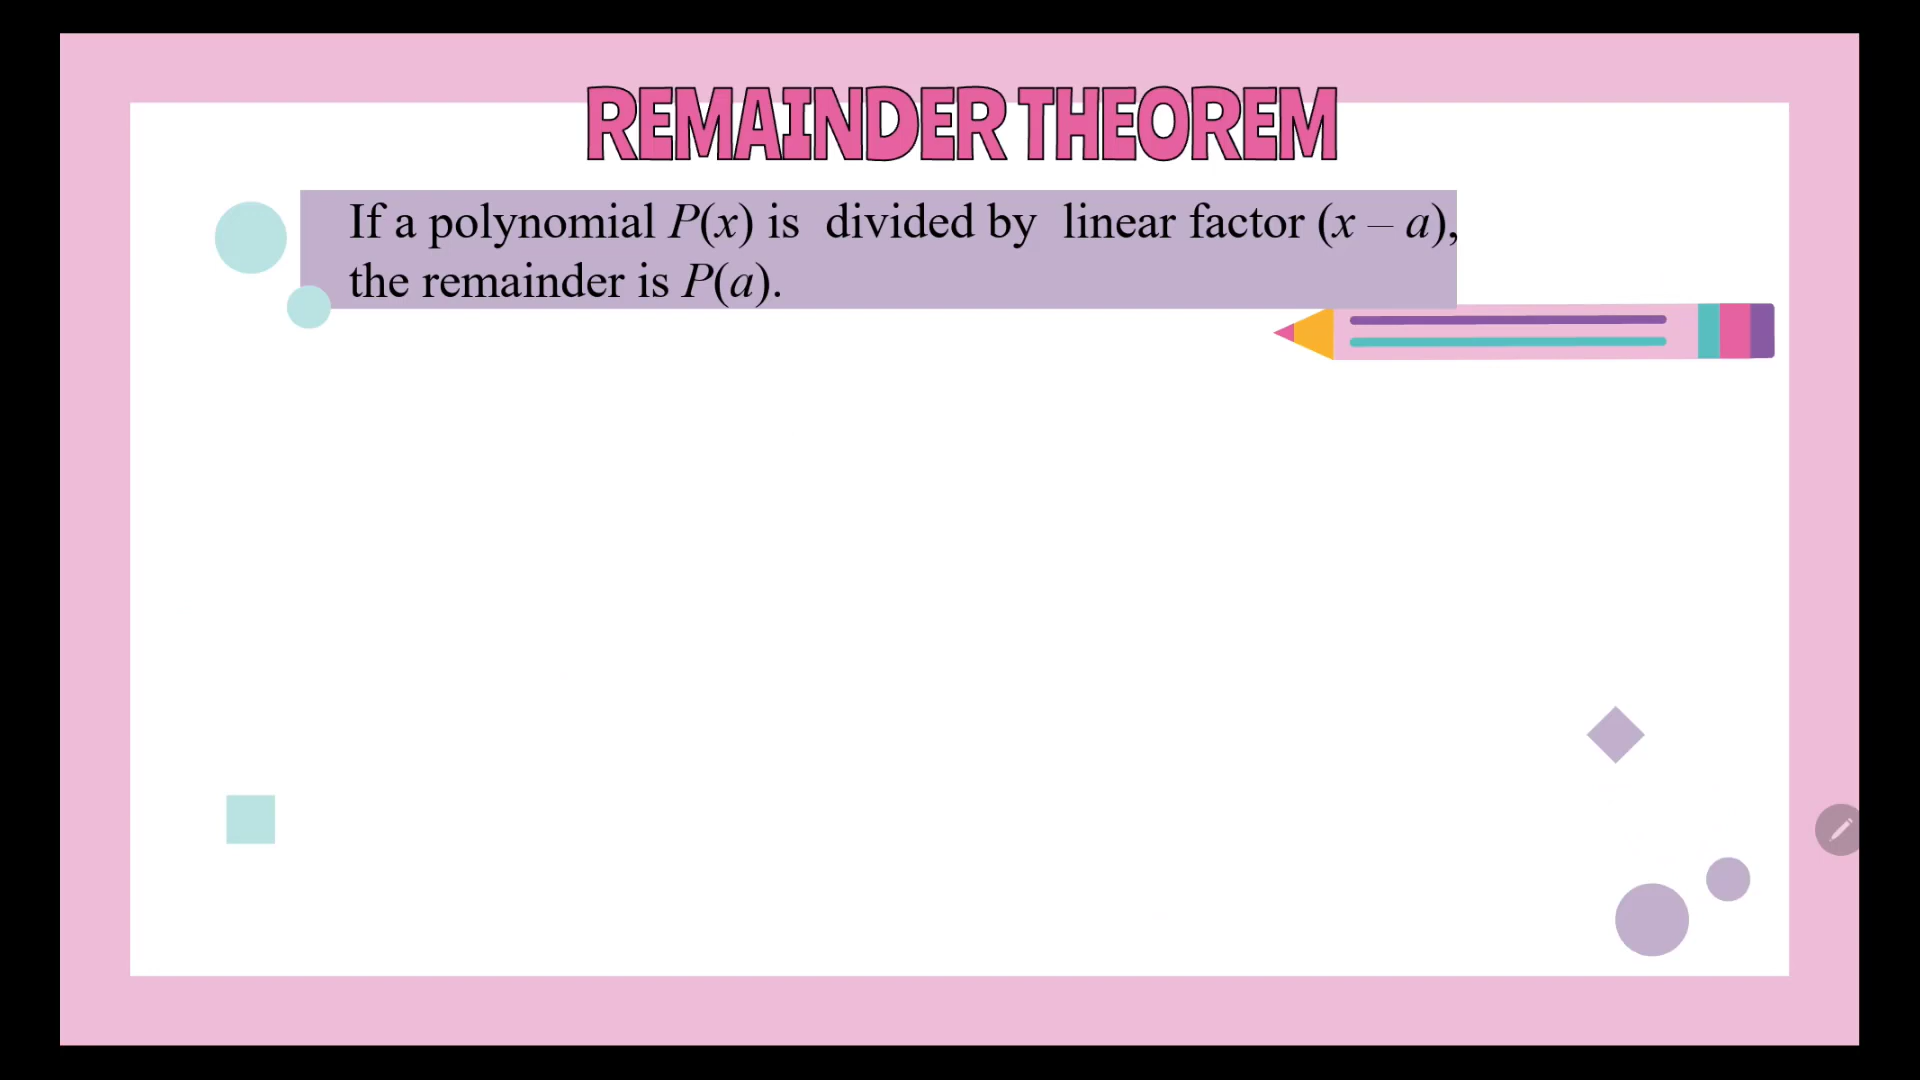 REMAINDER THEOREM
If a polynomial P(x) is divided by linear factor (x – a),
the remainder is P(a).